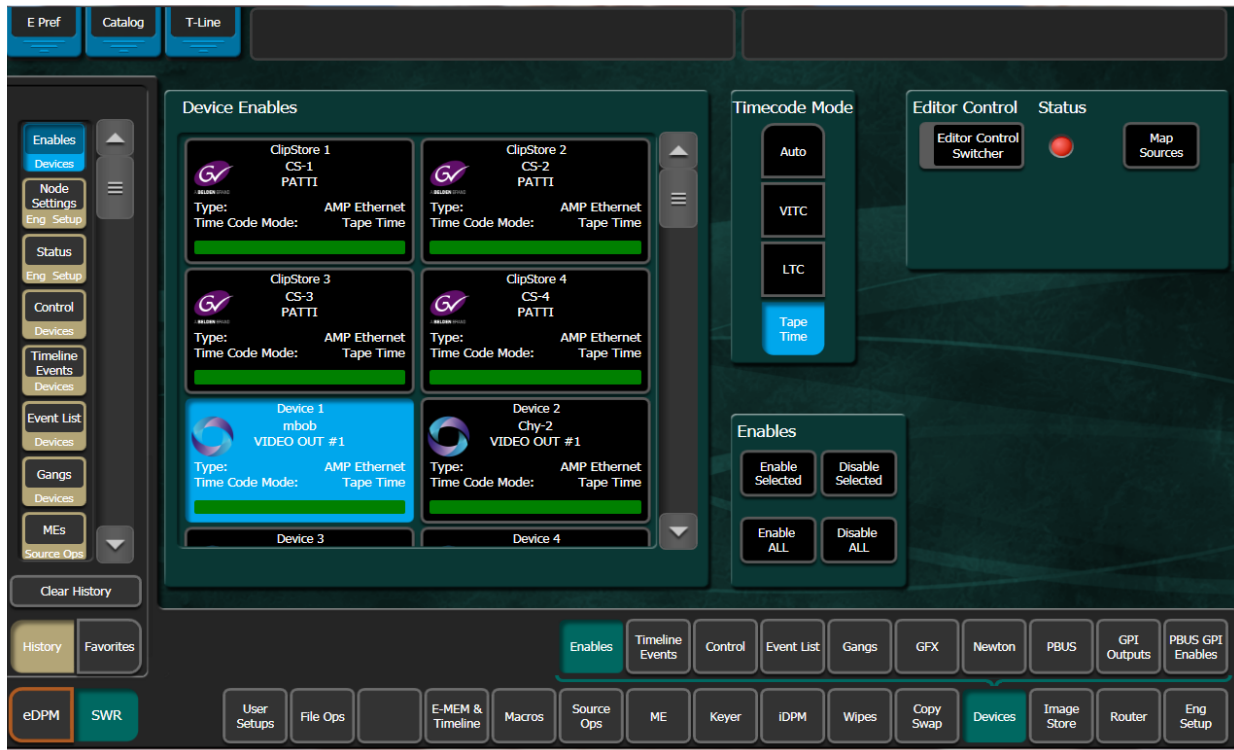 E Pref
Catalog
T-Line
Enables
Devices
Node
Settings
Eng Setup
Status
Eng Setup
Control
Devices
Timeline
Events
Devices
Event List
Devices
Gangs
Devices
MEs
Source Ops
Clear History
History
Favorites
Device Enables
ClipStore 1
CS-1
PATTI
GV
Type: AMP Ethernet
Time Code Mode: Tape Time
ClipStore 2
CS-2
PATTI
GV
Type: AMP Ethernet
Time Code Mode: Tape Time
ClipStore 3
CS-3
PATTI
GV
Type: AMP Ethernet
Time Code Mode: Tape Time
ClipStore 4
CS-4
PATTI
GV
Type: AMP Ethernet
Time Code Mode: Tape Time
Device 1
mbob
VIDEO OUT #1
Type: AMP Ethernet
Time Code Mode: Tape Time
Device 2
Chy-2
VIDEO OUT #1
Type: AMP Ethernet
Time Code Mode: Tape Time
Device 3
Device 4
Timecode Mode
Auto
VITC
LTC
Tape
Time
Editor Control Status
Editor Control
Switcher
Map
Sources
Enables
Enable
Selected
Disable
Selected
Enable
ALL
Disable
ALL
Enables
Timeline
Events
Control
Event List
Gangs
GFX
Newton
PBUS
GPI
Outputs
PBUS GPI
Enables
eDPM
SWR
User
Setups
File Ops
E-MEM &
Timeline
Macros
Source
Ops
ME
Keyer
iDPM
Wipes
Copy
Swap
Devices
Image
Store
Router
Eng
Setup